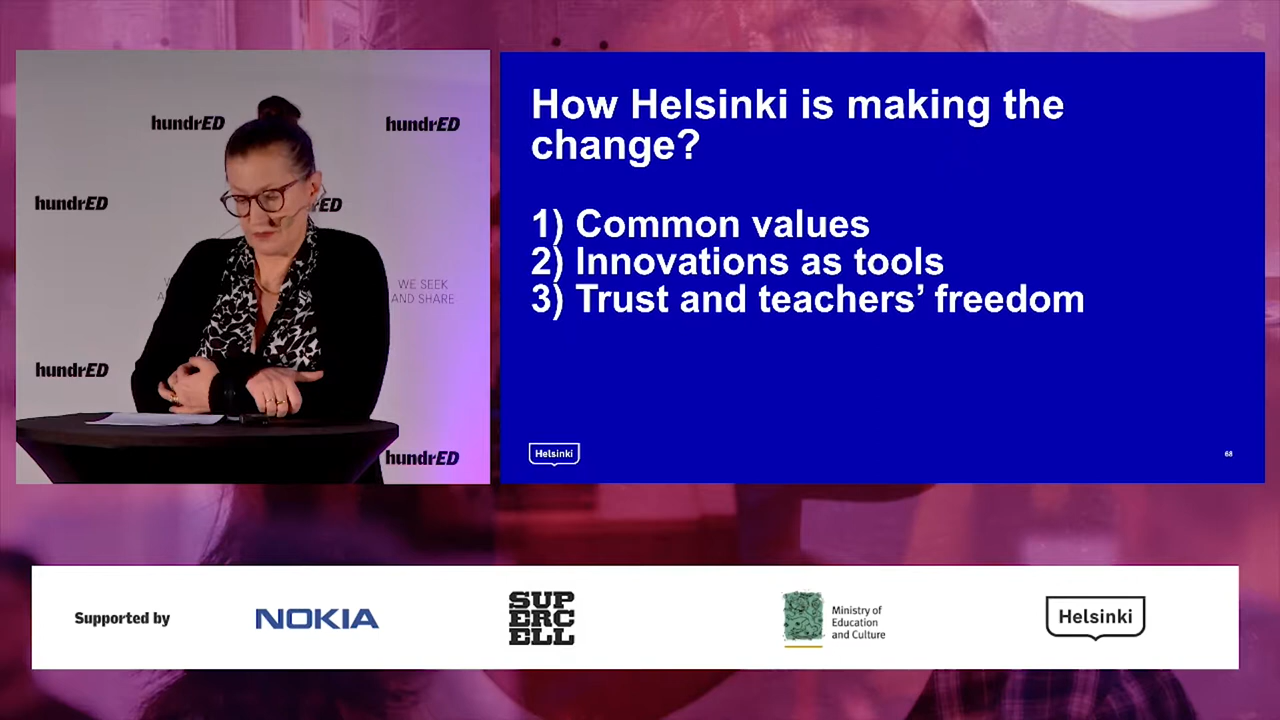 hundrED
hundrED
hundrED
WE SEEK
AND SHARE
hundrED
hundrED
How Helsinki is making the
change?
1) Common values
2) Innovations as tools
3) Trust and teachers’ freedom
Helsinki
68
Supported by
NOKIA
SUP
ERC
ELL
Ministry of
Education
and Culture
Helsinki